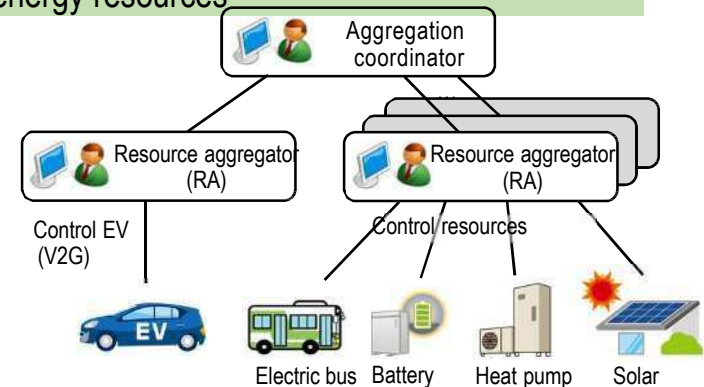 energy resources
Aggregation
coordinator
...
Resource aggregator
(RA)
Resource aggregator
(RA)
Control EV
(V2G)
Control resources
EV
Electric bus
Battery
Heat pump
Solar